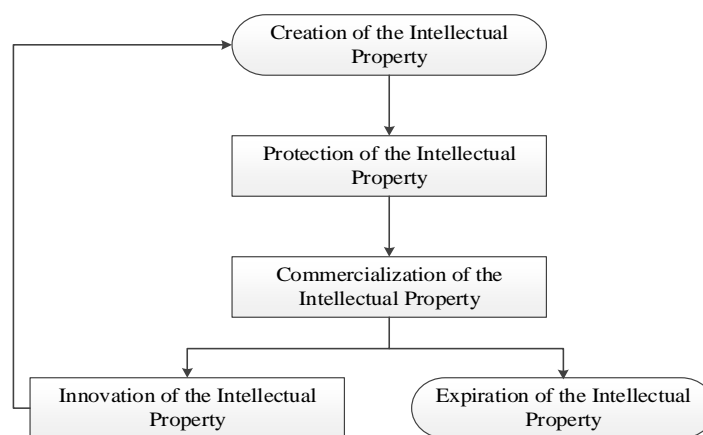 Creation of the Intellectual
Property
Protection of the Intellectual
Property
Commercialization of the
Intellectual Property
Innovation of the Intellectual
Property
Expiration of the Intellectual
Property